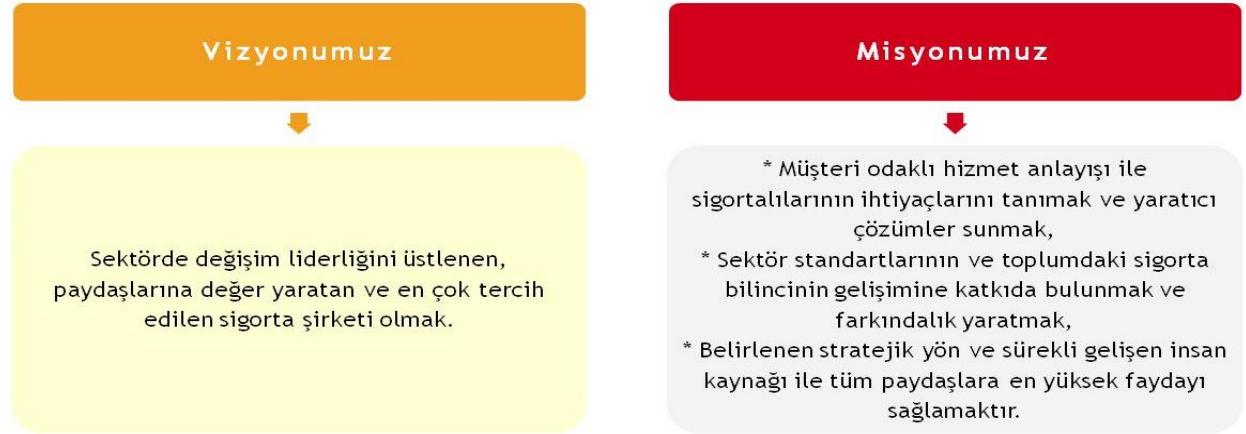 Vizyonumuz
Sektörde değişim liderliğini üstlenen,
paydaşlarına değer yaratan ve en çok tercih
edilen sigorta şirketi olmak.
Misyonumuz
* Müşteri odaklı hizmet anlayışı ile
sigortalılarının ihtiyaçlarını tanımak ve yaratıcı
çözümler sunmak,
* Sektör standartlarının ve toplumdaki sigorta
bilincinin gelişimine katkıda bulunmak ve
farkındalık yaratmak,
* Belirlenen stratejik yön ve sürekli gelişen insan
kaynağı ile tüm paydaşlara en yüksek faydayı
sağlamaktır.